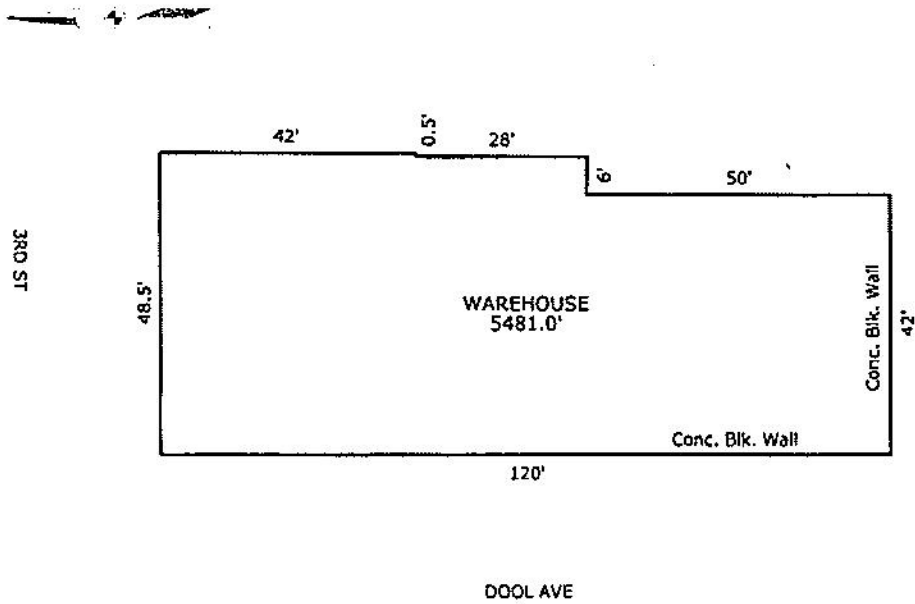 42'
0.5'
28'
6'
50'
3RD ST
48.5'
WAREHOUSE
5481.0'
Conc. Blk. Wall
42'
Conc. Blk. Wall
120'
DOOL AVE